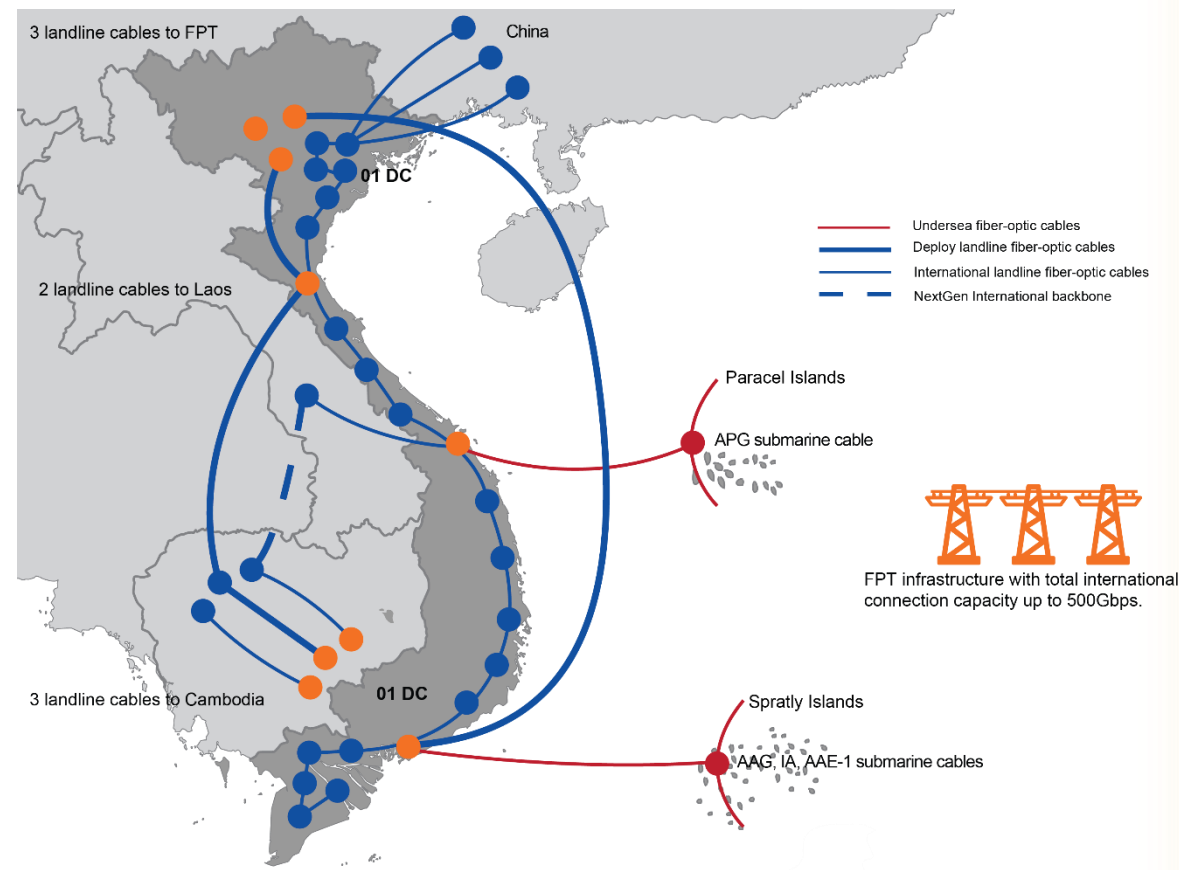 3 landline cables to FPT
China
01 DC
Undersea fiber-optic cables
Deploy landline fiber-optic cables
International landline fiber-optic cables
NextGen International backbone
2 landline cables to Laos
Paracel Islands
APG submarine cable
FPT infrastructure with total international
connection capacity up to 500Gbps.
01 DC
3 landline cables to Cambodia
Spratly Islands
AAG, IA, AAE-1 submarine cables